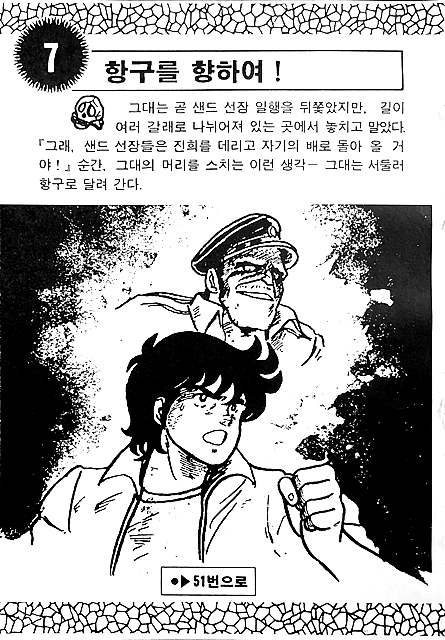 7
항구를 향하여 !
그대는 곧 샌드 선장 일행을 뒤쫓았지만, 길이
여러 갈래로 나뉘어져 있는 곳에서 놓치고 말았다.
『그래, 샌드 선장들은 진희를 데리고 자기의 배로 돌아 올 거
야 ! 』 순간, 그대의 머리를 스치는 이런 생각— 그대는 서둘러
항구로 달려 간다.
●▶51번으로